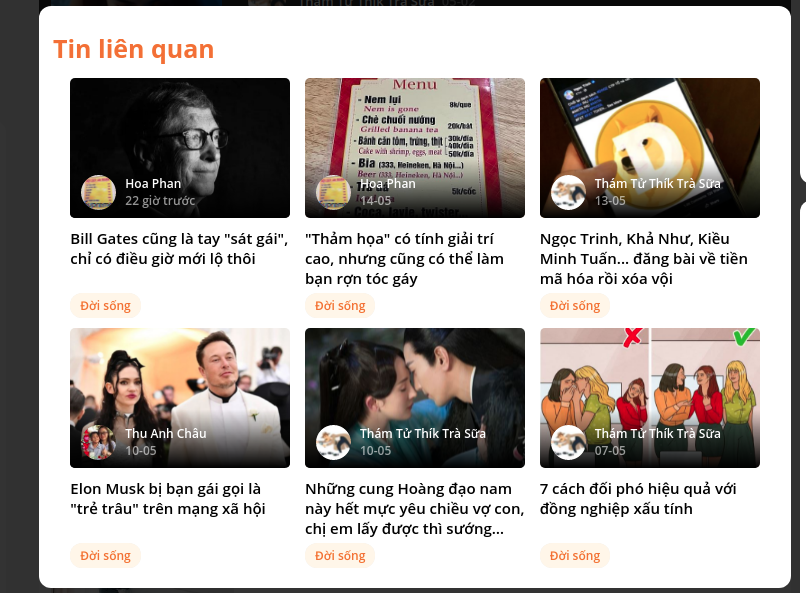 Thám Tử Thík Trà Sữa 05-02
Tin liên quan
Menu
- Nem lụi
Nem is gone
8k/que
- Chè chuối nướng
Grilled banana tea
20k/bát
- Bánh căn tôm, trứng, thịt
Cake with shrimp, eggs, meat
30k/đĩa
40k/đĩa
50k/đĩa
- Bia (333, Heineken, Hà Nội...)
Beer (333, Heineken, Hà Nội...)
5k/cốc
Hoa Phan
22 giờ trước
Hoa Phan
14-05
Thám Tử Thík Trà Sữa
13-05
Bill Gates cũng là tay "sát gái",
chỉ có điều giờ mới lộ thôi
Đời sống
"Thảm họa" có tính giải trí
cao, nhưng cũng có thể làm
bạn rợn tóc gáy
Đời sống
Ngọc Trinh, Khả Như, Kiều
Minh Tuấn... đăng bài về tiền
mã hóa rồi xóa vội
Đời sống
Thu Anh Châu
10-05
Thám Tử Thík Trà Sữa
10-05
Thám Tử Thík Trà Sữa
07-05
Elon Musk bị bạn gái gọi là
"trẻ trâu" trên mạng xã hội
Đời sống
Những cung Hoàng đạo nam
này hết mực yêu chiều vợ con,
chị em lấy được thì sướng...
Đời sống
7 cách đối phó hiệu quả với
đồng nghiệp xấu tính
Đời sống